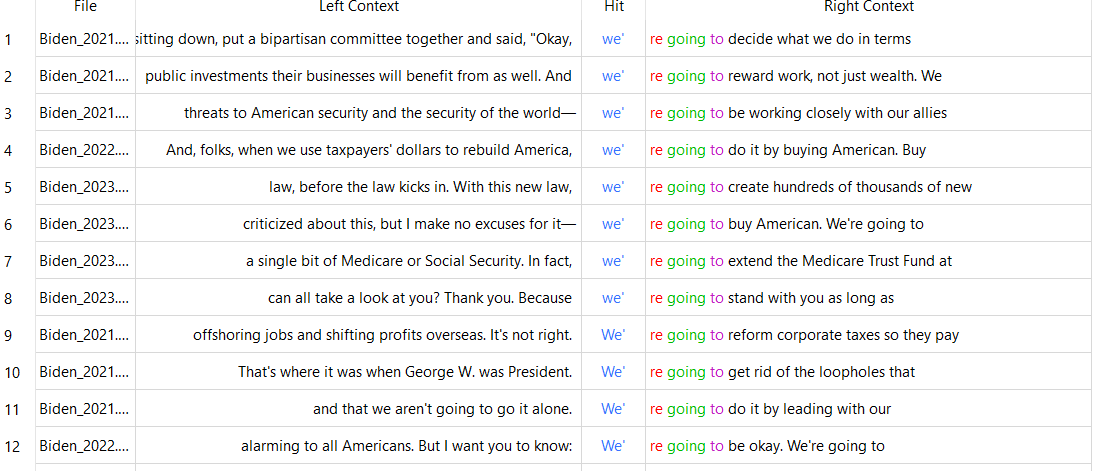 File Left Context Hit Right Context
1 Biden_2021.... sitting down, put a bipartisan committee together and said, "Okay, we' re going to decide what we do in terms
2 Biden_2021.... public investments their businesses will benefit from as well. And we' re going to reward work, not just wealth. We
3 Biden_2021.... threats to American security and the security of the world— we' re going to be working closely with our allies
4 Biden_2022.... And, folks, when we use taxpayers' dollars to rebuild America, we' re going to do it by buying American. Buy
5 Biden_2023.... law, before the law kicks in. With this new law, we' re going to create hundreds of thousands of new
6 Biden_2023.... criticized about this, but I make no excuses for it— we' re going to buy American. We're going to
7 Biden_2023.... a single bit of Medicare or Social Security. In fact, we' re going to extend the Medicare Trust Fund at
8 Biden_2023.... can all take a look at you? Thank you. Because we' re going to stand with you as long as
9 Biden_2021.... offshoring jobs and shifting profits overseas. It's not right. We' re going to reform corporate taxes so they pay
10 Biden_2021.... That's where it was when George W. was President. We' re going to get rid of the loopholes that
11 Biden_2021.... and that we aren't going to go it alone. We' re going to do it by leading with our
12 Biden_2022.... alarming to all Americans. But I want you to know: We' re going to be okay. We're going to